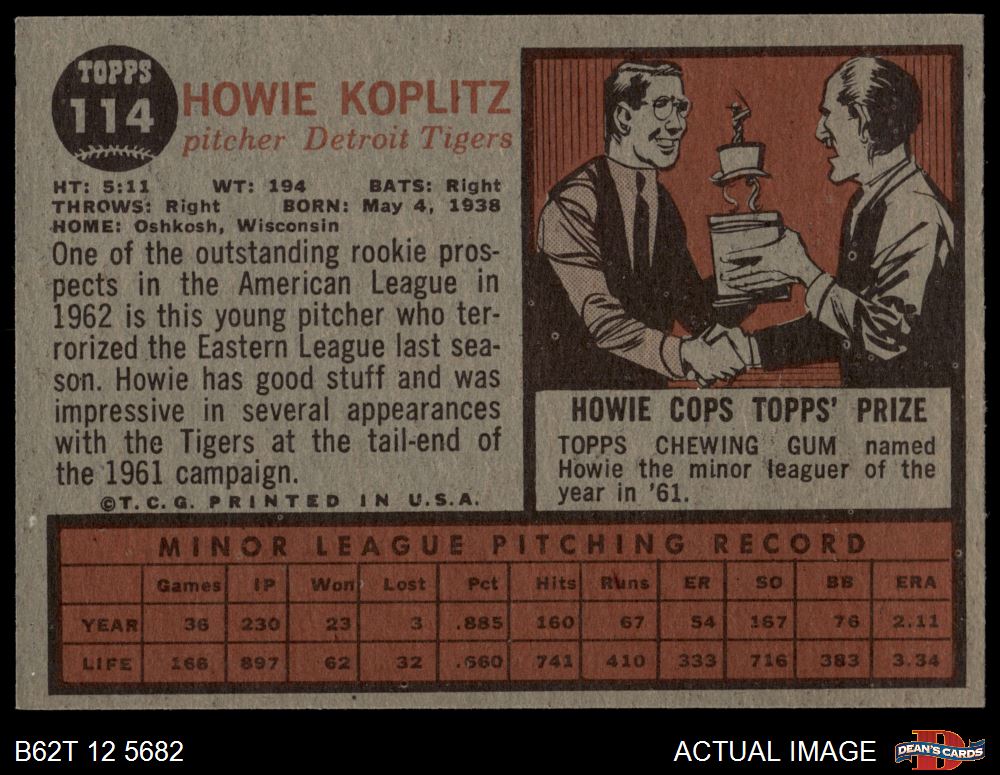 TOPPS
114
HOWIE KOPLITZ
pitcher Detroit Tigers
HT: 5:11 WT: 194 BATS: Right
THROWS: Right BORN: May 4, 1938
HOME: Oshkosh, Wisconsin
One of the outstanding rookie pros-
pects in the American League in
1962 is this young pitcher who ter-
rorized the Eastern League last sea-
son. Howie has good stuff and was
impressive in several appearances
with the Tigers at the tail-end of
the 1961 campaign.
©T.C.G. PRINTED IN U.S.A.
HOWIE COPS TOPPS' PRIZE
TOPPS CHEWING GUM named
Howie the minor leaguer of the
year in '61.
MINOR LEAGUE PITCHING RECORD
Games IP Won Lost Pct Hits Runs ER SO BB ERA
YEAR 36 230 23 3 .885 160 67 54 167 76 2.11
LIFE 166 897 62 32 .660 741 410 333 716 383 3.34
B62T 12 5682
ACTUAL IMAGE
DEAN'S CARDS